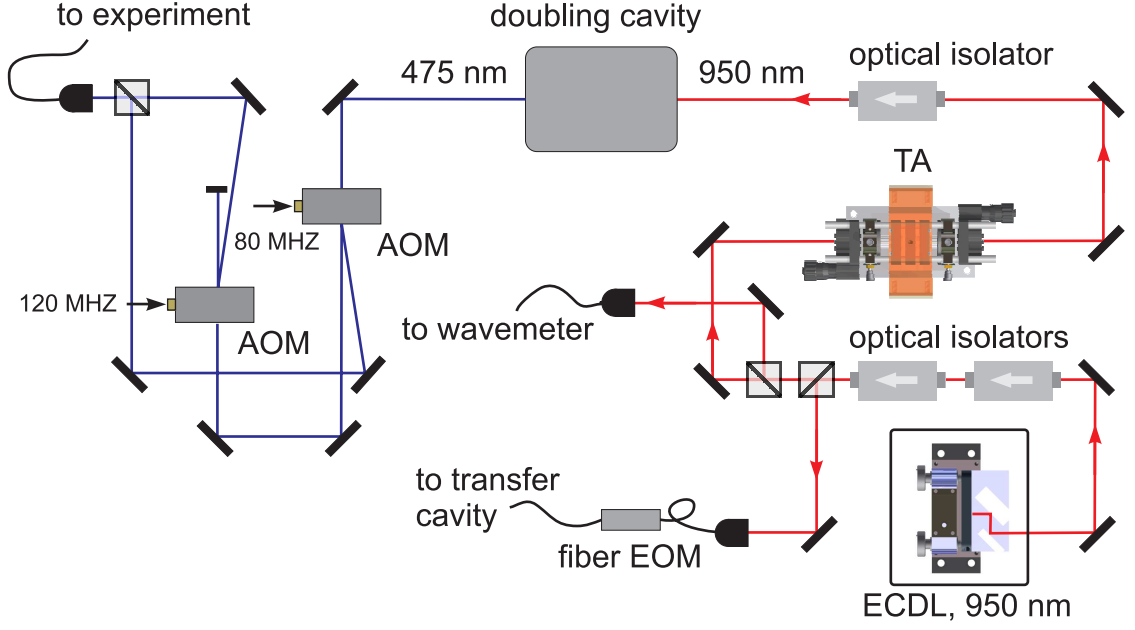 to experiment
doubling cavity
475 nm
950 nm
optical isolator
TA
80 MHZ
AOM
120 MHZ
AOM
to wavemeter
optical isolators
to transfer
cavity
fiber EOM
ECDL, 950 nm